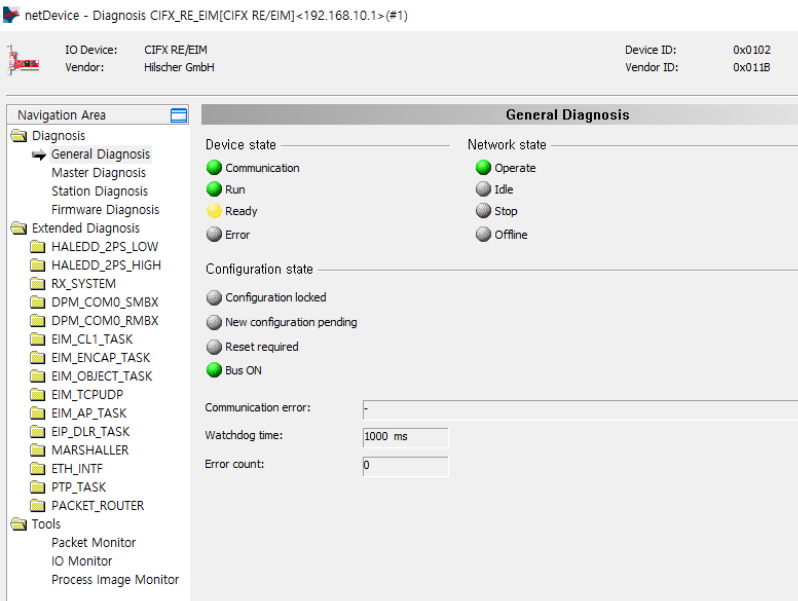 netDevice - Diagnosis CIFX_RE_EIM[CIFX RE/EIM]<192.168.10.1>(#1)
IO Device: CIFX RE/EIM Device ID: 0x0102
Vendor: Hilscher GmbH Vendor ID: 0x011B
Navigation Area
Diagnosis
General Diagnosis
Master Diagnosis
Station Diagnosis
Firmware Diagnosis
Extended Diagnosis
HALEDD_2PS_LOW
HALEDD_2PS_HIGH
RX_SYSTEM
DPM_COM0_SMBX
DPM_COM0_RMBX
EIM_CL1_TASK
EIM_ENCAP_TASK
EIM_OBJECT_TASK
EIM_TCPUDP
EIM_AP_TASK
EIP_DLR_TASK
MARSHALLER
ETH_INTF
PTP_TASK
PACKET_ROUTER
Tools
Packet Monitor
IO Monitor
Process Image Monitor
General Diagnosis
Device state
Communication
Run
Ready
Error
Network state
Operate
Idle
Stop
Offline
Configuration state
Configuration locked
New configuration pending
Reset required
Bus ON
Communication error: -
Watchdog time: 1000 ms
Error count: 0